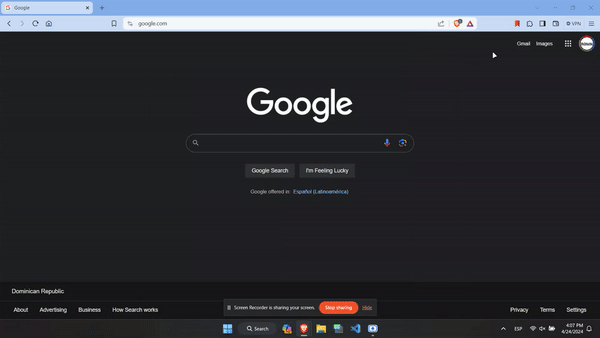 Google
google.com
VPN
Gmail Images
Google
Google Search I'm Feeling Lucky
Google offered in: Español (Latinoamérica)
Dominican Republic
Screen Recorder is sharing your screen. Stop sharing Hide
About Advertising Business How Search works
Privacy Terms Settings
Search
ESP
4:07 PM
4/24/2024